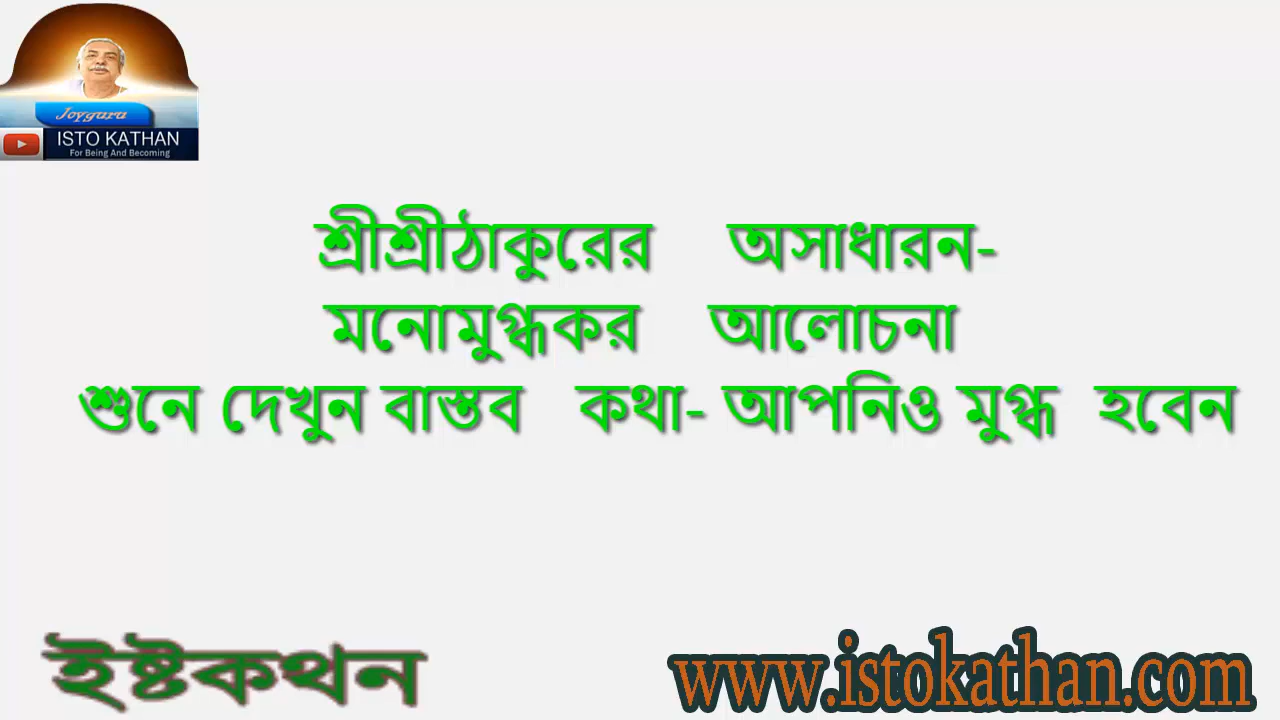 Joyguru
ISTO KATHAN
For Being And Becoming
শ্রীশ্রীঠাকুরের অসাধারন-
মনোমুগ্ধকর আলোচনা
শুনে দেখুন বাস্তব কথা- আপনিও মুগ্ধ হবেন
ইষ্টকথন
www.istokathan.com